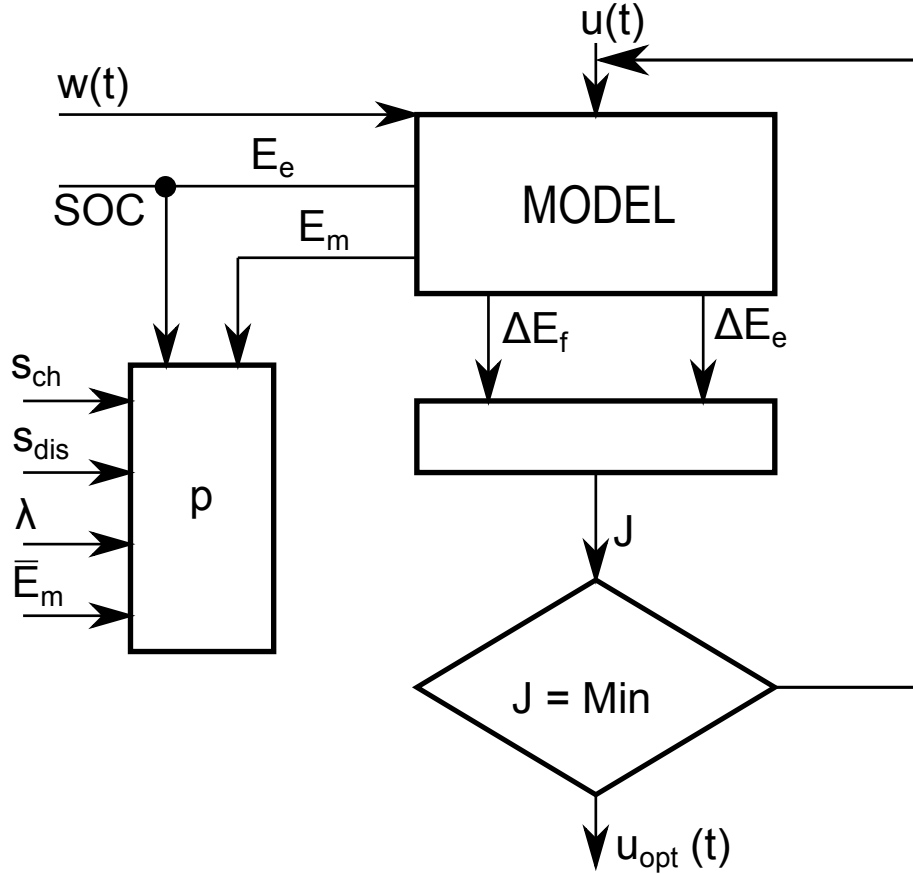 u(t)
w(t)
E_e
SOC
MODEL
E_m
ΔE_f
ΔE_e
s_ch
s_dis
p
λ
Ē_m
J
J = Min
u_opt (t)